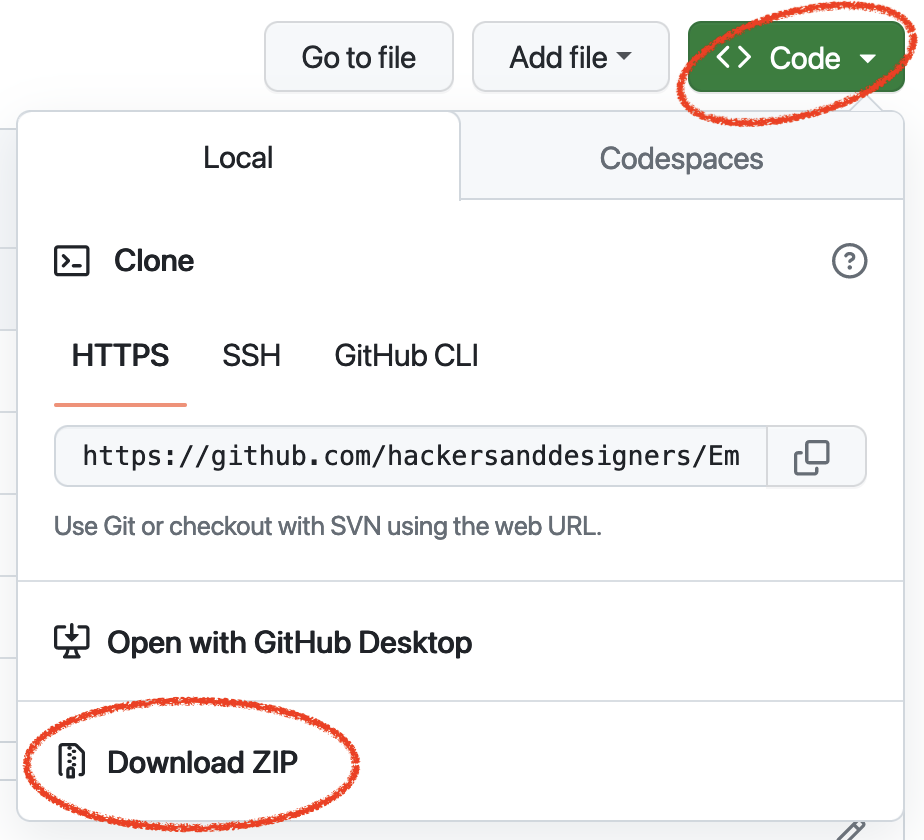 Go to file
Add file
Code
Local
Codespaces
Clone
HTTPS
SSH
GitHub CLI
https://github.com/hackersanddesigners/Em
Use Git or checkout with SVN using the web URL.
Open with GitHub Desktop
Download ZIP